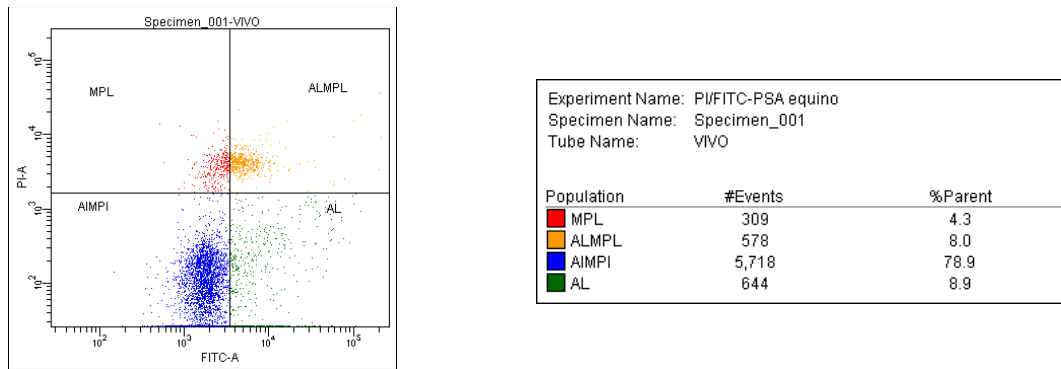 Specimen_001-VIVO
10^5
MPL
ALMPL
10^4
PI-A
AIMPI
AL
10^3
10^2
10^2 10^3 10^4 10^5
FITC-A
Experiment Name: PI/FITC-PSA equino
Specimen Name: Specimen_001
Tube Name: VIVO
Population #Events %Parent
MPL 309 4.3
ALMPL 578 8.0
AIMPI 5,718 78.9
AL 644 8.9